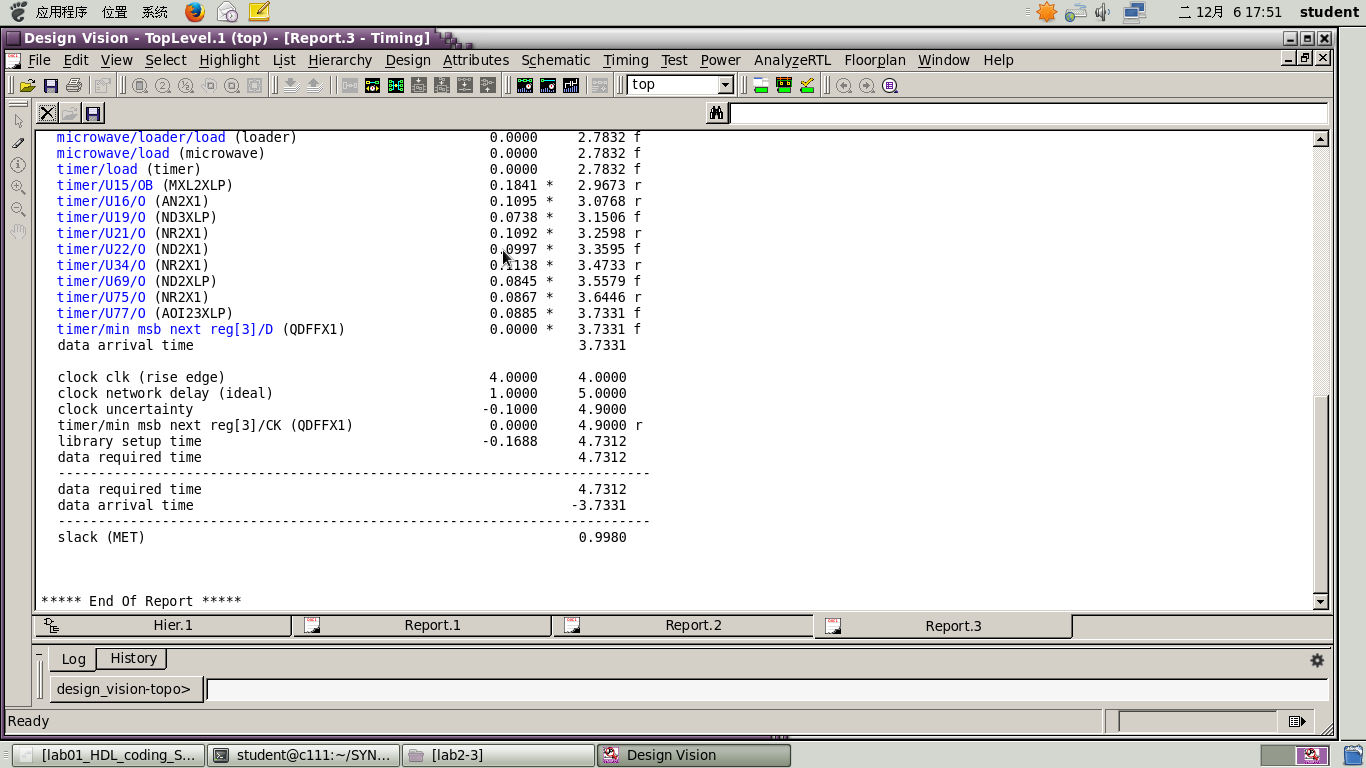 应用程序 位置 系统 二 12月 6 17:51 student
Design Vision - TopLevel.1 (top) - [Report.3 - Timing]
File Edit View Select Highlight List Hierarchy Design Attributes Schematic Timing Test Power AnalyzeRTL Floorplan Window Help
top
microwave/loader/load (loader) 0.0000 2.7832 f
microwave/load (microwave) 0.0000 2.7832 f
timer/load (timer) 0.0000 2.7832 f
timer/U15/OB (MXL2XLP) 0.1841 * 2.9673 r
timer/U16/O (AN2X1) 0.1095 * 3.0768 r
timer/U19/O (ND3XLP) 0.0738 * 3.1506 f
timer/U21/O (NR2X1) 0.1092 * 3.2598 r
timer/U22/O (ND2X1) 0.0997 * 3.3595 f
timer/U34/O (NR2X1) 0.1138 * 3.4733 r
timer/U69/O (ND2XLP) 0.0845 * 3.5579 f
timer/U75/O (NR2X1) 0.0867 * 3.6446 r
timer/U77/O (AOI23XLP) 0.0885 * 3.7331 f
timer/min msb next reg[3]/D (QDFFX1) 0.0000 * 3.7331 f
data arrival time 3.7331
clock clk (rise edge) 4.0000 4.0000
clock network delay (ideal) 1.0000 5.0000
clock uncertainty -0.1000 4.9000
timer/min msb next reg[3]/CK (QDFFX1) 0.0000 4.9000 r
library setup time -0.1688 4.7312
data required time 4.7312
--------------------------------------------------------------------------
data required time 4.7312
data arrival time -3.7331
--------------------------------------------------------------------------
slack (MET) 0.9980
***** End Of Report *****
Hier.1 Report.1 Report.2 Report.3
Log History
design_vision-topo>
Ready
[lab01_HDL_coding_S... student@c111:~/SYN... [lab2-3] Design Vision